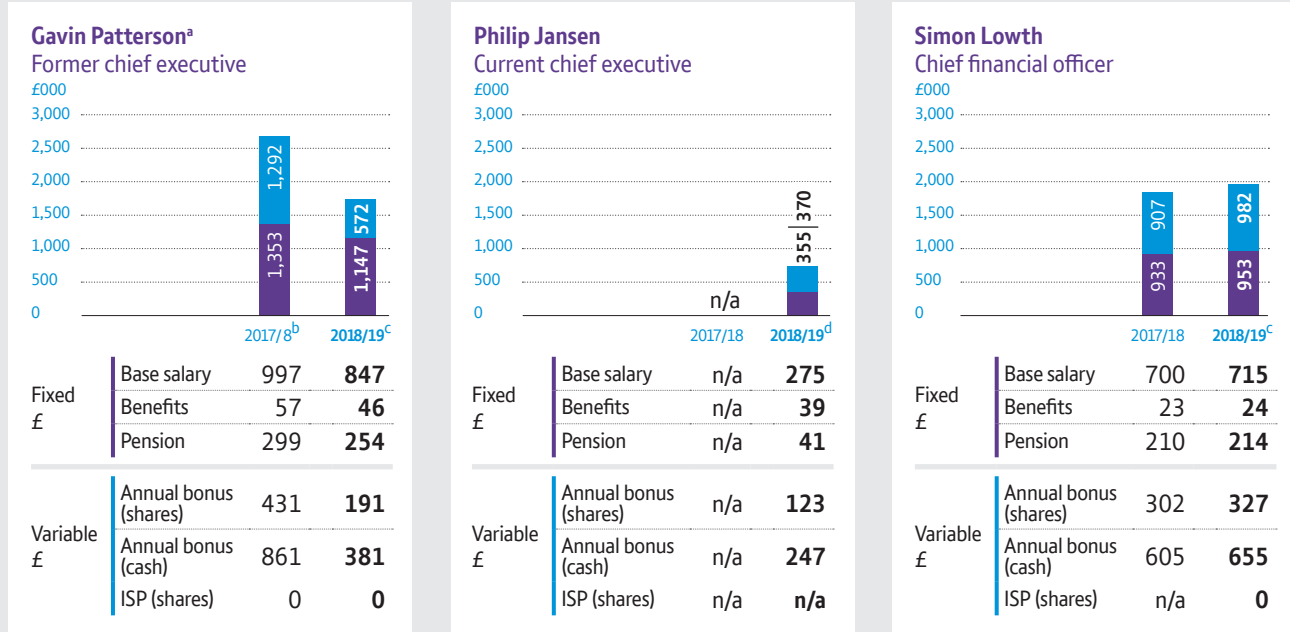 Gavin Pattersonᵃ
Former chief executive
£000
3,000
2,500
2,000
1,500
1,000
500
0
1,292
1,353
572
1,147
2017/8ᵇ 2018/19ᶜ
Fixed
£
Base salary 997 847
Benefits 57 46
Pension 299 254
Variable
£
Annual bonus
(shares) 431 191
Annual bonus
(cash) 861 381
ISP (shares) 0 0
Philip Jansen
Current chief executive
£000
3,000
2,500
2,000
1,500
1,000
500
0
n/a
355 370
2017/18 2018/19ᵈ
Fixed
£
Base salary n/a 275
Benefits n/a 39
Pension n/a 41
Variable
£
Annual bonus
(shares) n/a 123
Annual bonus
(cash) n/a 247
ISP (shares) n/a n/a
Simon Lowth
Chief financial officer
£000
3,000
2,500
2,000
1,500
1,000
500
0
907
933
982
953
2017/18 2018/19ᶜ
Fixed
£
Base salary 700 715
Benefits 23 24
Pension 210 214
Variable
£
Annual bonus
(shares) 302 327
Annual bonus
(cash) 605 655
ISP (shares) n/a 0